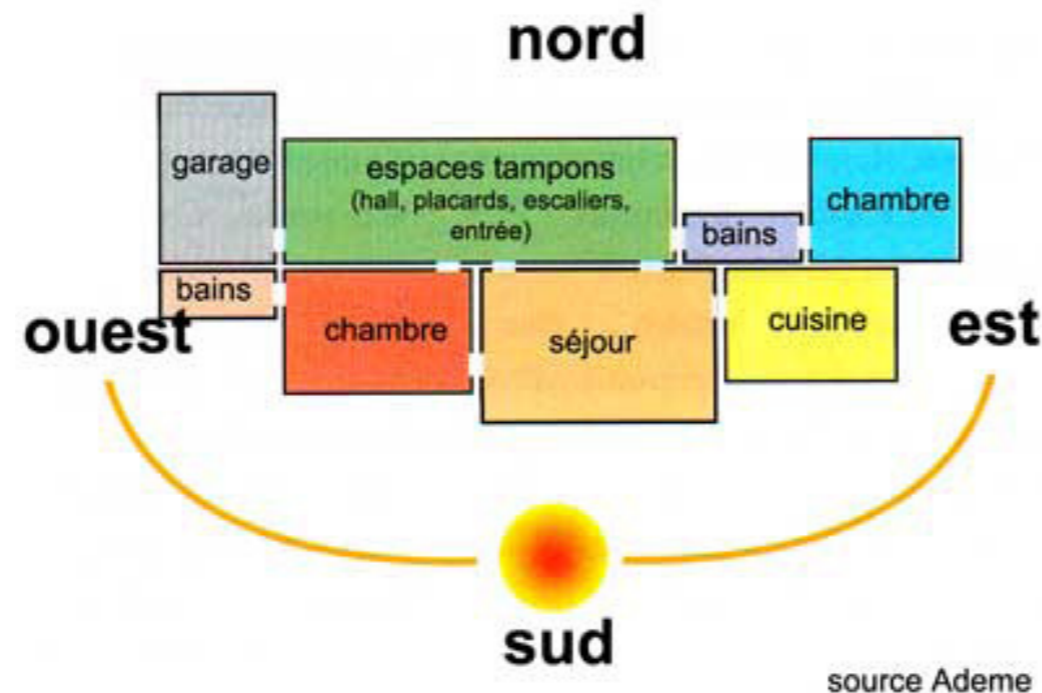 nord
garage
espaces tampons
(hall, placards, escaliers,
entrée)
chambre
bains
bains
ouest
chambre
séjour
cuisine
est
sud
source Ademe